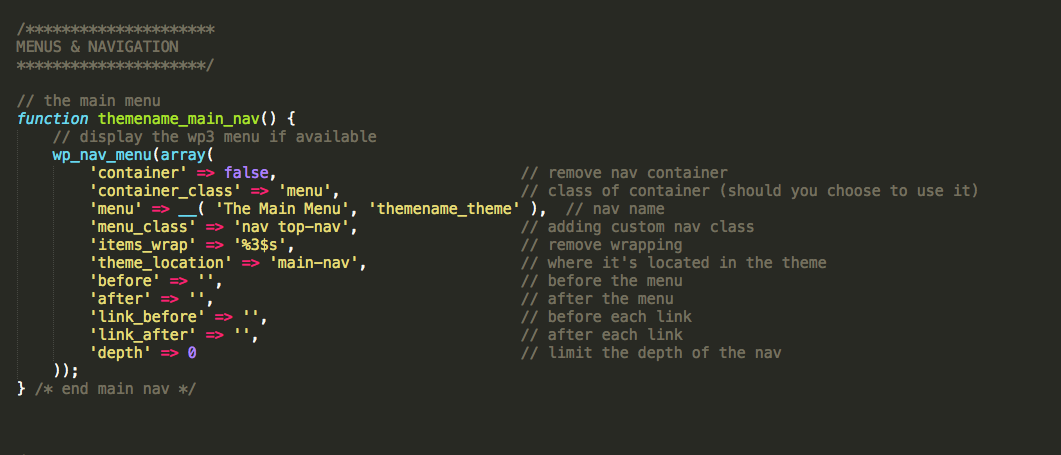 /*********************
MENUS & NAVIGATION
*********************/
// the main menu
function themename_main_nav() {
// display the wp3 menu if available
wp_nav_menu(array(
'container' => false, // remove nav container
'container_class' => 'menu', // class of container (should you choose to use it)
'menu' => __( 'The Main Menu', 'themename_theme' ), // nav name
'menu_class' => 'nav top-nav', // adding custom nav class
'items_wrap' => '%3$s', // remove wrapping
'theme_location' => 'main-nav', // where it's located in the theme
'before' => '', // before the menu
'after' => '', // after the menu
'link_before' => '', // before each link
'link_after' => '', // after each link
'depth' => 0 // limit the depth of the nav
));
} /* end main nav */